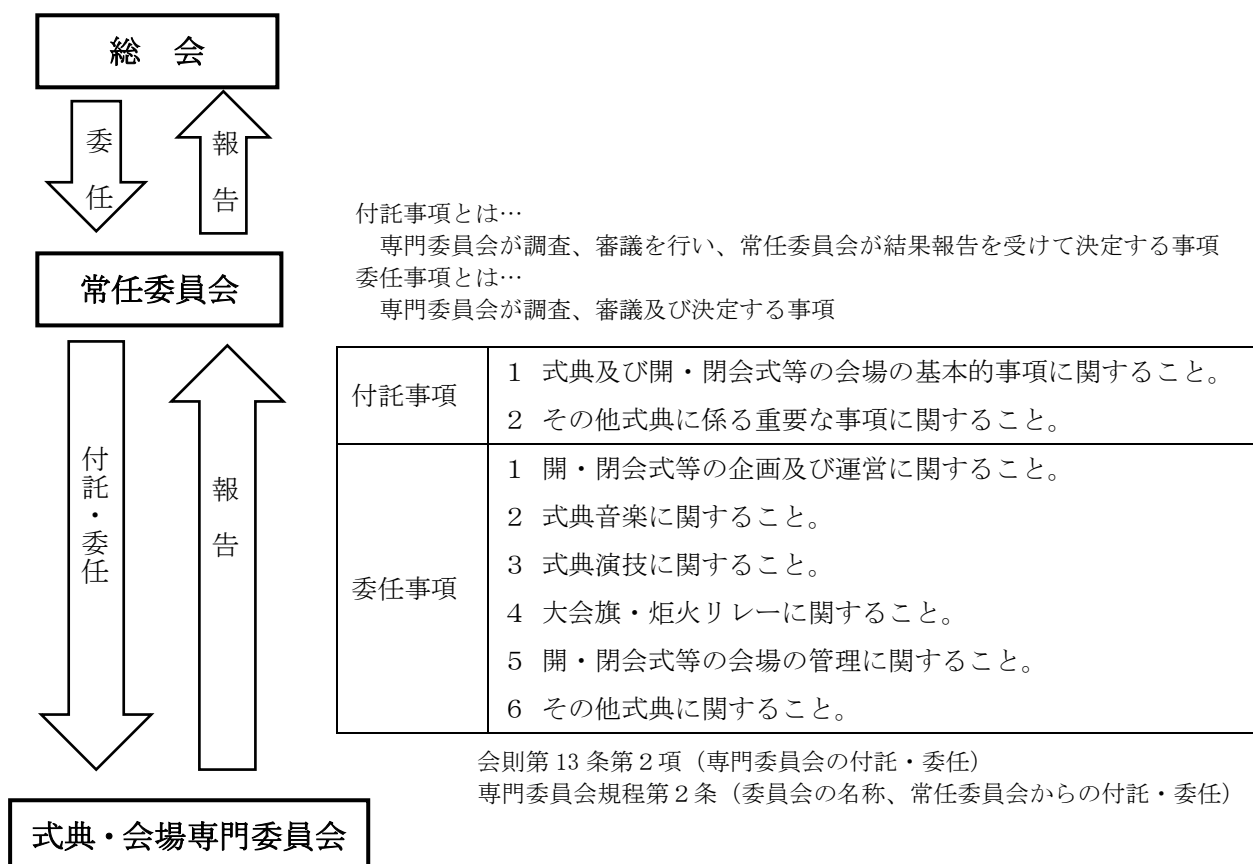 総　会
委任
報告
付託事項とは…
専門委員会が調査、審議を行い、常任委員会が結果報告を受けて決定する事項
委任事項とは…
専門委員会が調査、審議及び決定する事項
常任委員会
付託・委任
報告
付託事項
１ 式典及び開・閉会式等の会場の基本的事項に関すること。
２ その他式典に係る重要な事項に関すること。
委任事項
１ 開・閉会式等の企画及び運営に関すること。
２ 式典音楽に関すること。
３ 式典演技に関すること。
４ 大会旗・炬火リレーに関すること。
５ 開・閉会式等の会場の管理に関すること。
６ その他式典に関すること。
会則第 13 条第２項（専門委員会の付託・委任）
専門委員会規程第２条（委員会の名称、常任委員会からの付託・委任）
式典・会場専門委員会